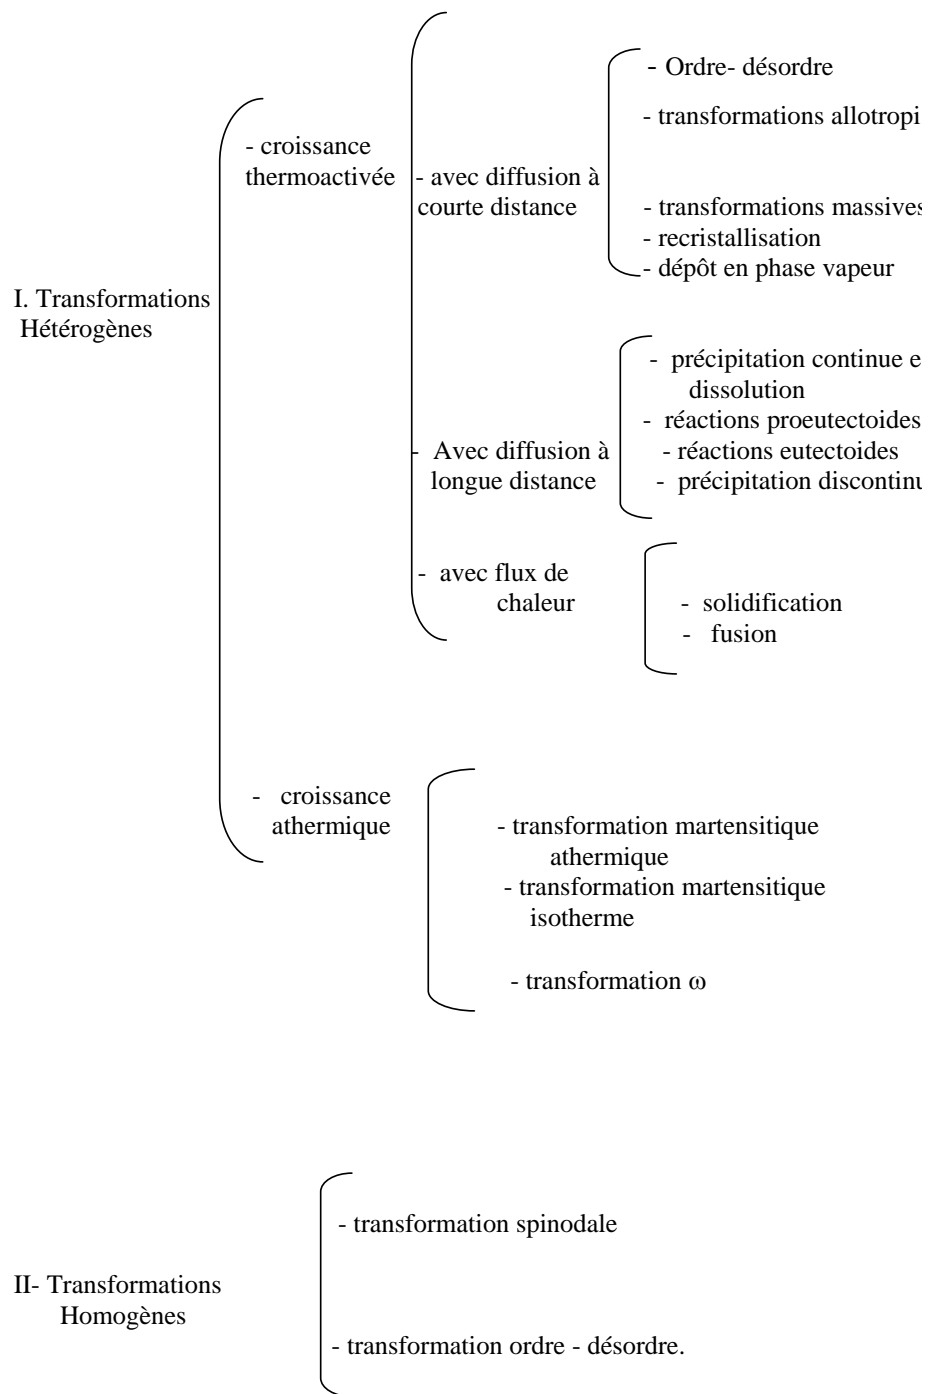 - Ordre- désordre
- transformations allotropi
- croissance
thermoactivée
- avec diffusion à
courte distance
- transformations massives
- recristallisation
- dépôt en phase vapeur
I. Transformations
Hétérogènes
- précipitation continue e
dissolution
- réactions proeutectoides
- réactions eutectoides
- précipitation discontinu
- Avec diffusion à
longue distance
- avec flux de
chaleur
- solidification
- fusion
- croissance
athermique
- transformation martensitique
athermique
- transformation martensitique
isotherme
- transformation ω
- transformation spinodale
II- Transformations
Homogènes
- transformation ordre - désordre.